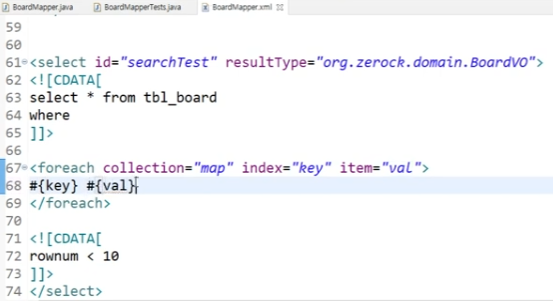 BoardMapper.java BoardMapperTests.java BoardMapper.xml
59
60
61 <select id="searchTest" resultType="org.zerock.domain.BoardVO">
62 <![CDATA[
63 select * from tbl_board
64 where
65 ]]>
66
67 <foreach collection="map" index="key" item="val">
68 #{key} #{val}
69 </foreach>
70
71 <![CDATA[
72 rownum < 10
73 ]]>
74 </select>